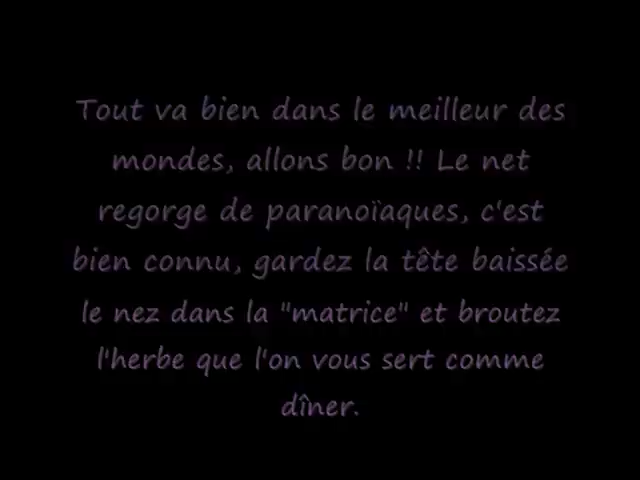 Tout va bien dans le meilleur des
mondes, allons bon !! Le net
regorge de paranoïaques, c'est
bien connu, gardez la tête baissée
le nez dans la "matrice" et broutez
l'herbe que l'on vous sert comme
dîner.